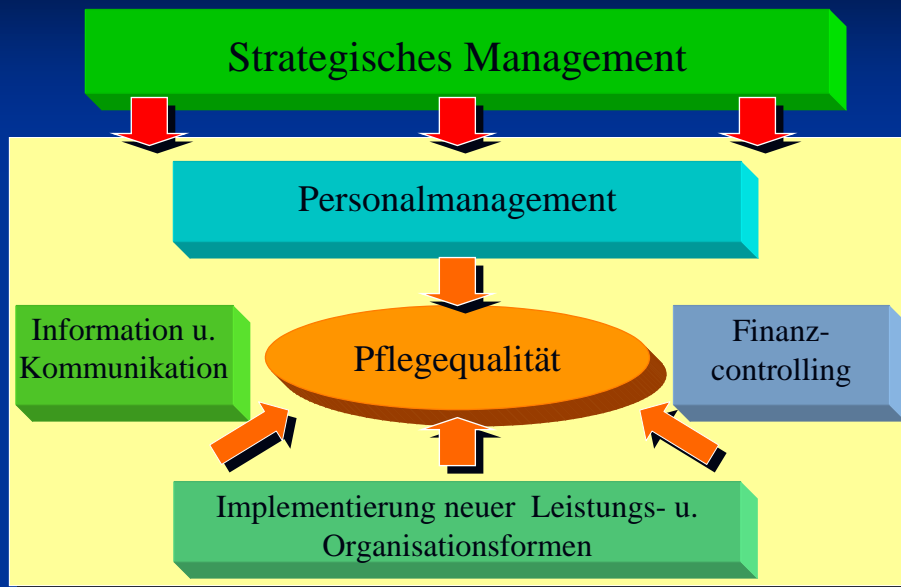 Strategisches Management
Personalmanagement
Information u.
Kommunikation
Pflegequalität
Finanz-
controlling
Implementierung neuer Leistungs- u.
Organisationsformen